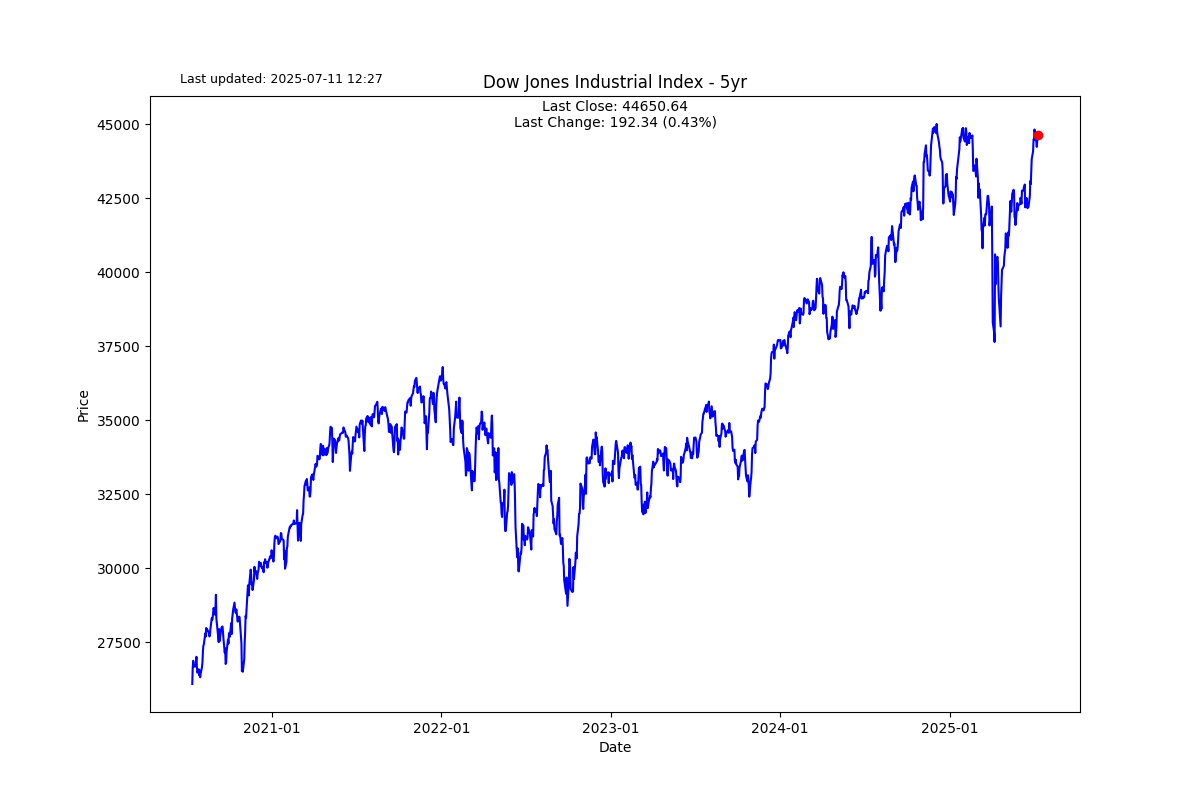 Last updated: 2025-07-11 12:27
Dow Jones Industrial Index - 5yr
Last Close: 44650.64
Last Change: 192.34 (0.43%)
45000
42500
40000
37500
35000
32500
30000
27500
Price
2021-01
2022-01
2023-01
2024-01
2025-01
Date